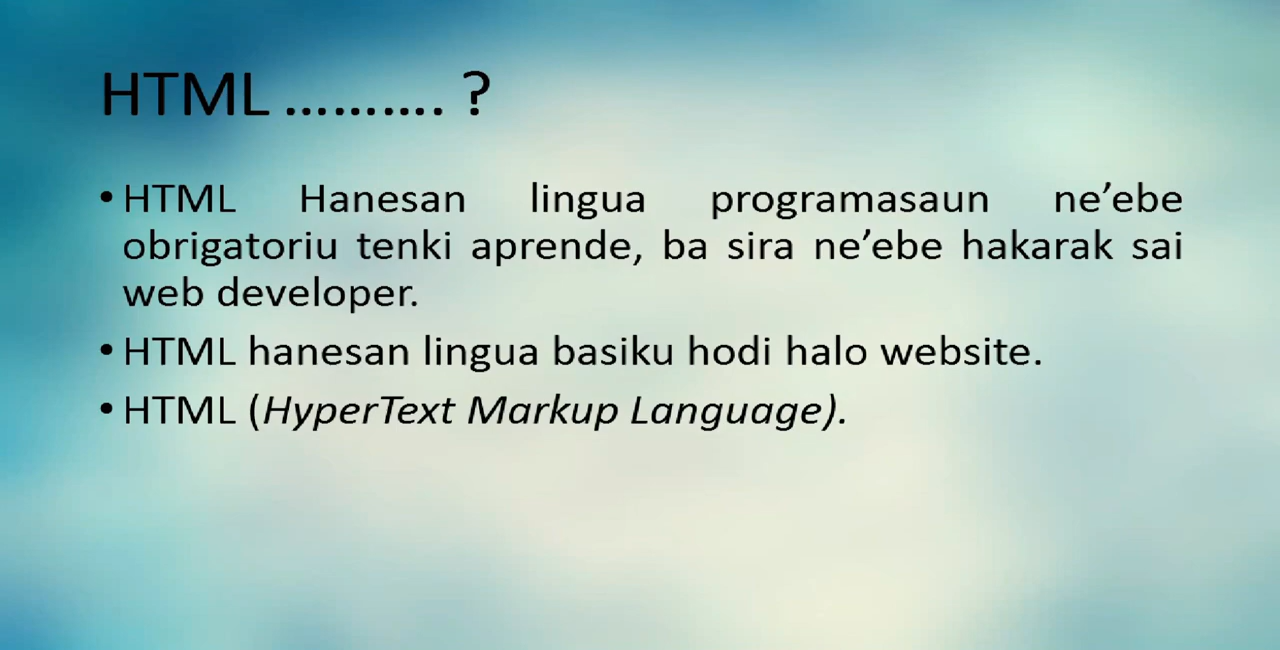 HTML ………. ?
• HTML Hanesan lingua programasaun ne’ebe
obrigatoriu tenki aprende, ba sira ne’ebe hakarak sai
web developer.
• HTML hanesan lingua basiku hodi halo website.
• HTML (HyperText Markup Language).